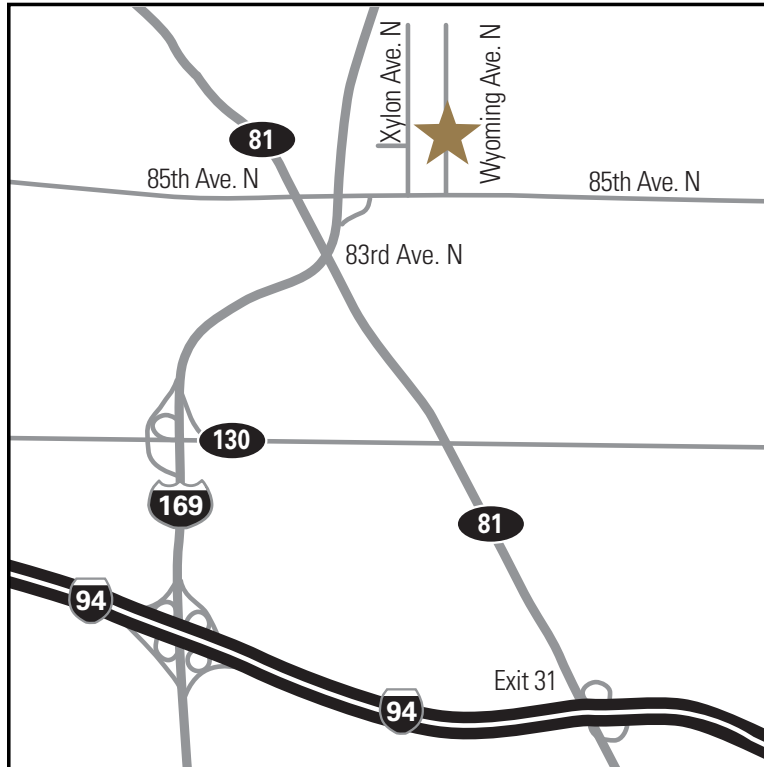 Xylon Ave. N
Wyoming Ave. N
81
85th Ave. N
85th Ave. N
83rd Ave. N
130
169
81
94
Exit 31
94